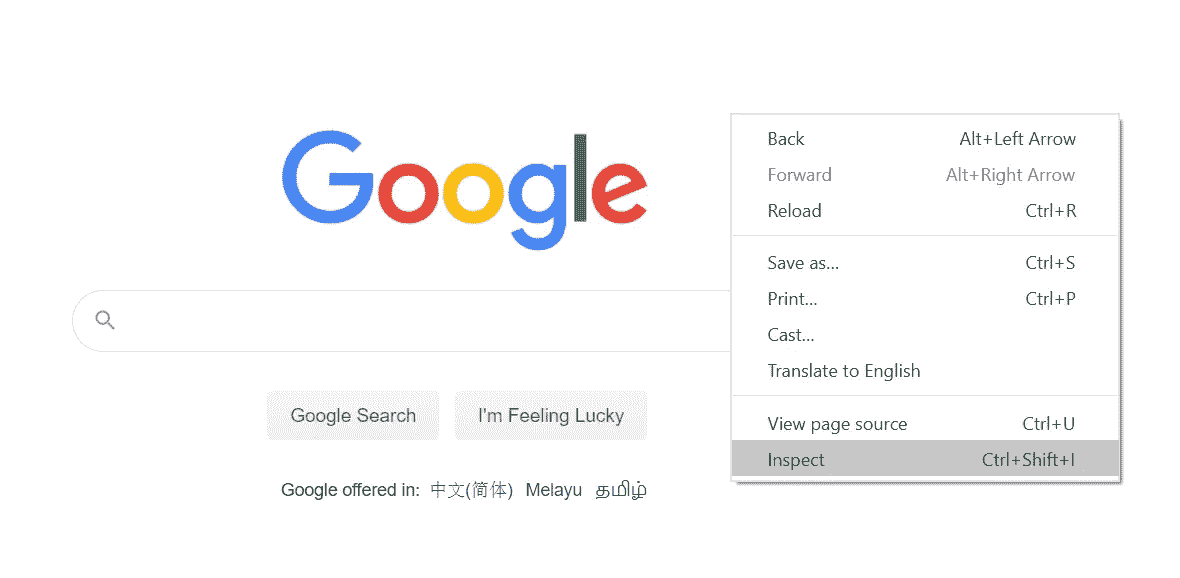 Google
Google Search I'm Feeling Lucky
Google offered in: 中文(简体) Melayu தமிழ்
Back Alt+Left Arrow
Forward Alt+Right Arrow
Reload Ctrl+R
Save as... Ctrl+S
Print... Ctrl+P
Cast...
Translate to English
View page source Ctrl+U
Inspect Ctrl+Shift+I